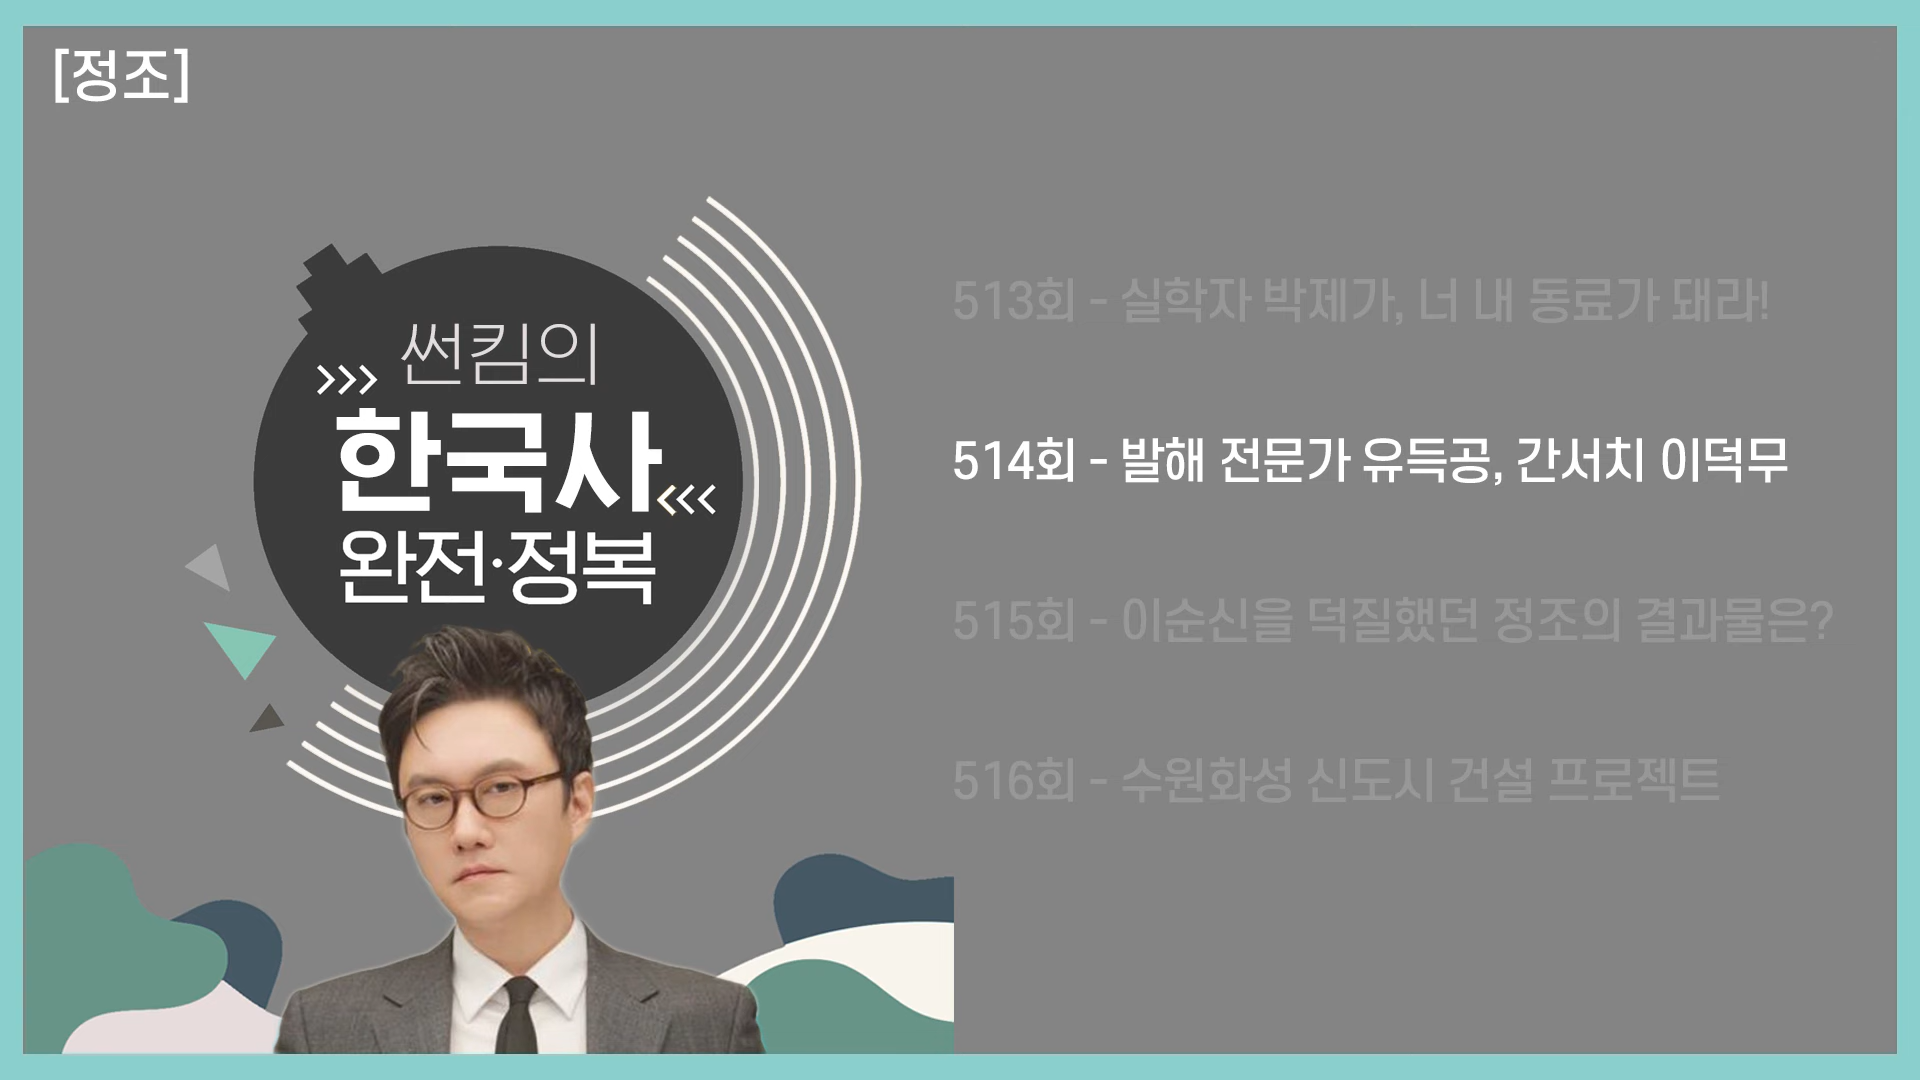 [정조]
썬킴의
>>> 한국사 <<<
완전·정복
513회 - 실학자 박제가, 너 내 동료가 돼라!
514회 - 발해 전문가 유득공, 간서치 이덕무
515회 - 이순신을 덕질했던 정조의 결과물은?
516회 - 수원화성 신도시 건설 프로젝트